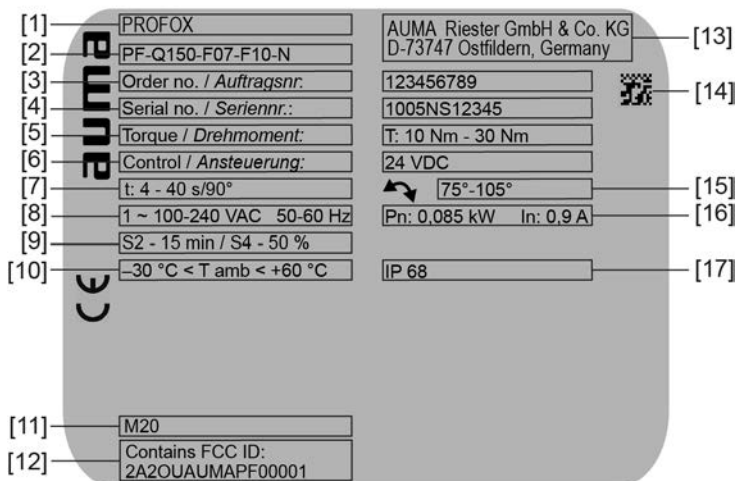 [1] PROFOX AUMA Riester GmbH & Co. KG
D-73747 Ostfildern, Germany [13]
[2] PF-Q150-F07-F10-N
[3] Order no. / Auftragsnr: 123456789 [14]
[4] Serial no. / Seriennr.: 1005NS12345
[5] Torque / Drehmoment: T: 10 Nm - 30 Nm
[6] Control / Ansteuerung: 24 VDC
[7] t: 4 - 40 s/90° 75°-105° [15]
[8] 1 ~ 100-240 VAC 50-60 Hz Pn: 0,085 kW In: 0,9 A [16]
[9] S2 - 15 min / S4 - 50 %
[10] –30 °C < T amb < +60 °C IP 68 [17]
auma
CE
[11] M20
[12] Contains FCC ID:
2A2OUAUMAPF00001